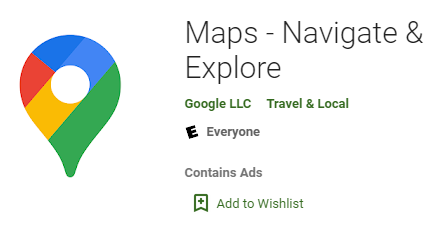 Maps - Navigate &
Explore
Google LLC Travel & Local
E Everyone
Contains Ads
Add to Wishlist